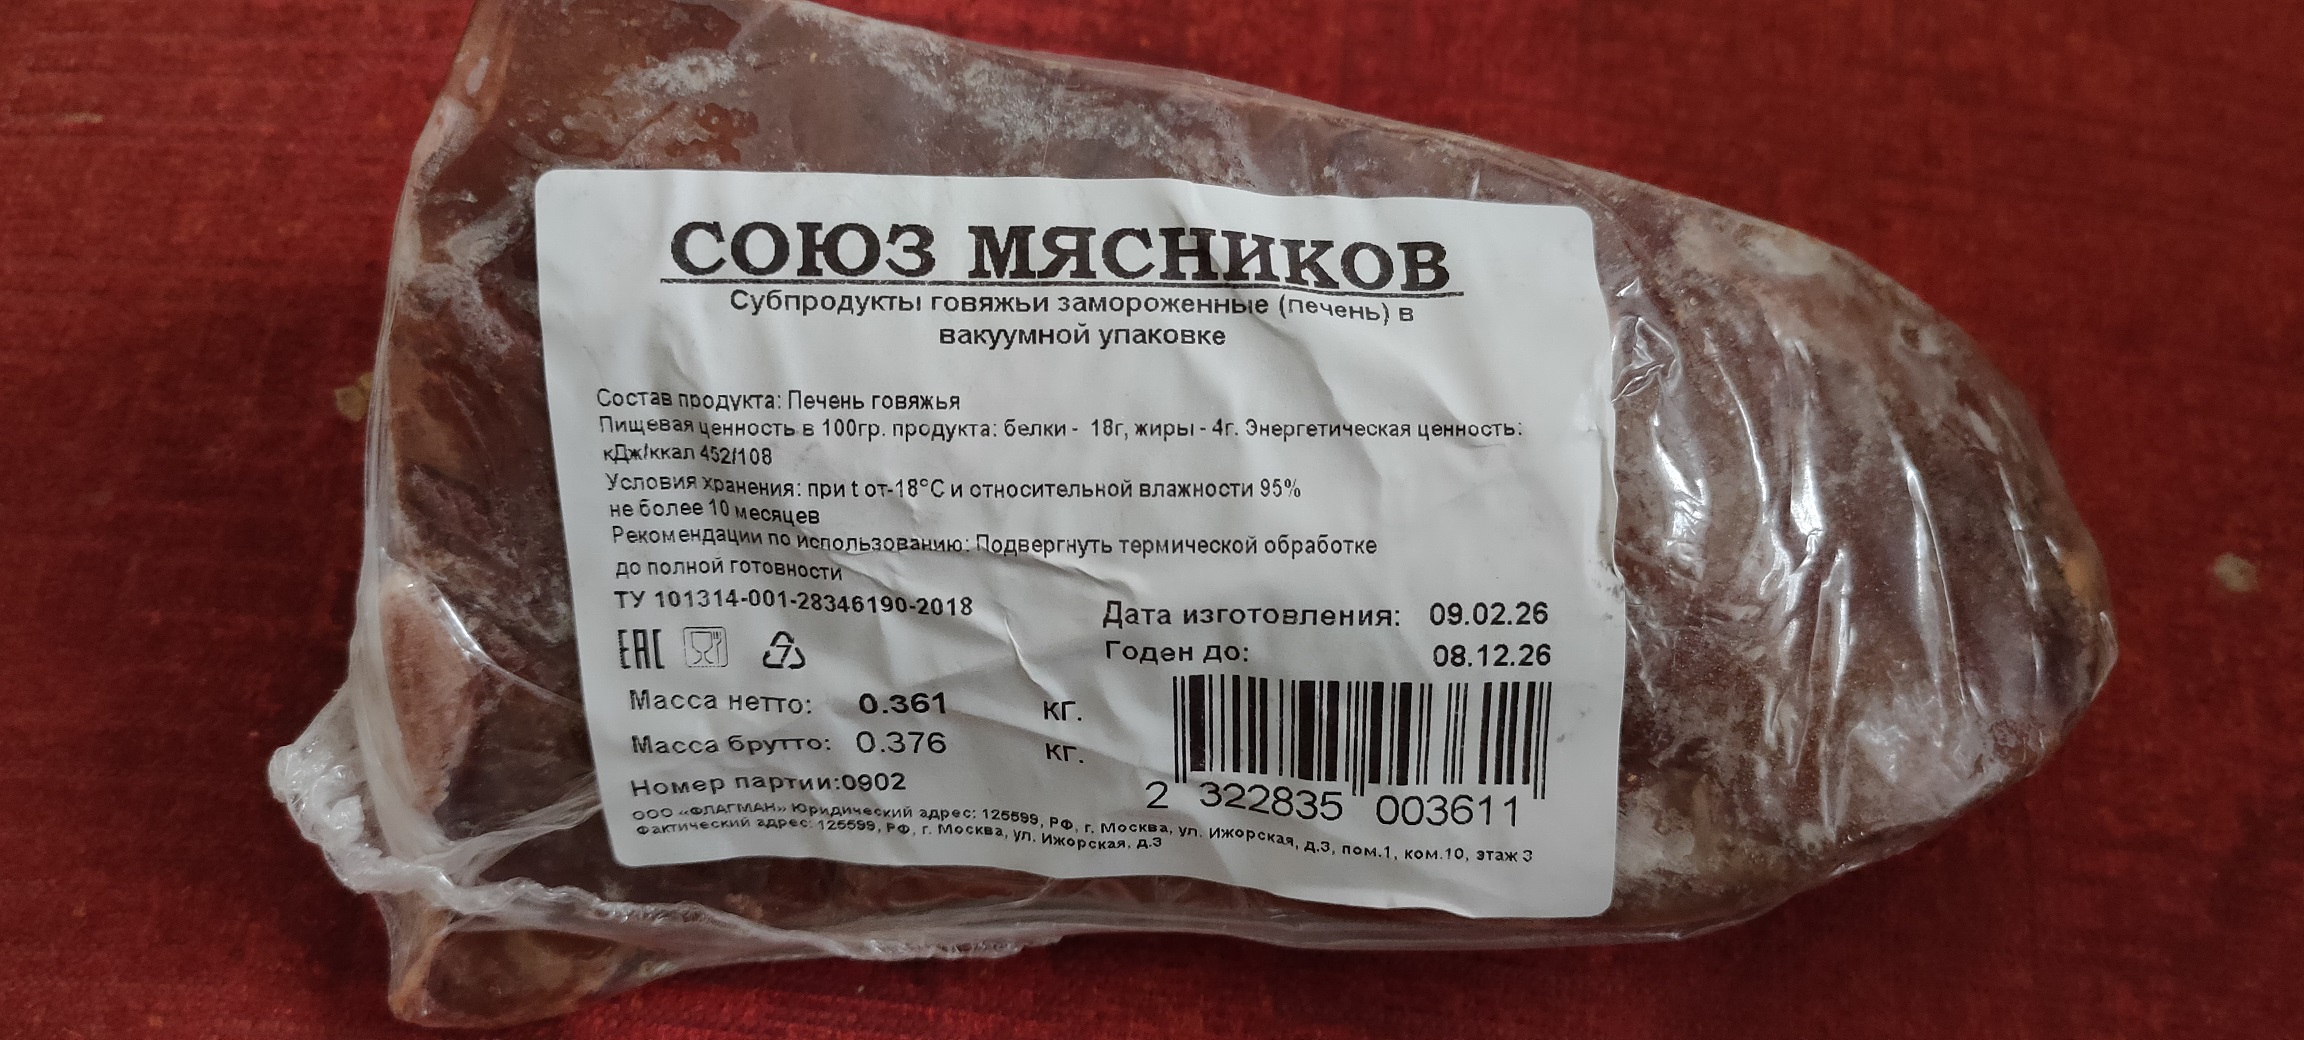 СОЮЗ МЯСНИКОВ
Субпродукты говяжьи замороженные (печень) в
вакуумной упаковке
Состав продукта: Печень говяжья
Пищевая ценность в 100гр. продукта: белки - 18г, жиры - 4г. Энергетическая ценность:
кДж/ккал 452/108
Условия хранения: при t от-18°С и относительной влажности 95%
не более 10 месяцев
Рекомендации по использованию: Подвергнуть термической обработке
до полной готовности
ТУ 101314-001-28346190-2018
Дата изготовления: 09.02.26
Годен до: 08.12.26
ЕАС
7
Масса нетто: 0.361 кг.
Масса брутто: 0.376 кг.
Номер партии:0902
2 322835 003611
ООО «ФЛАГМАН» Юридический адрес: 125599, РФ, г. Москва, ул. Ижорская, д.3, пом.1, ком.10, этаж 3
Фактический адрес: 125599, РФ, г. Москва, ул. Ижорская, д.3